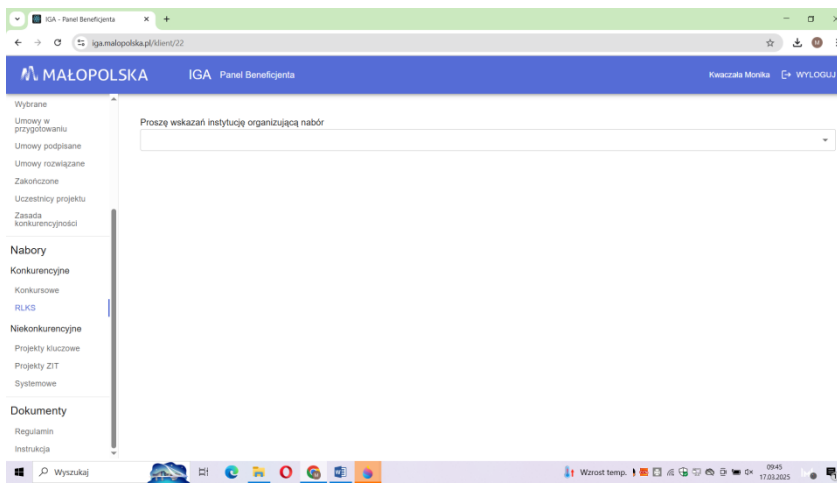 IGA - Panel Beneficjenta
iga.malopolska.pl/klient/22
MAŁOPOLSKA IGA Panel Beneficjenta Kwaczała Monika WYLOGUJ
Wybrane
Umowy w
przygotowaniu
Umowy podpisane
Umowy rozwiązane
Zakończone
Uczestnicy projektu
Zasada
konkurencyjności
Proszę wskazań instytucję organizującą nabór
Nabory
Konkurencyjne
Konkursowe
RLKS
Niekonkurencyjne
Projekty kluczowe
Projekty ZIT
Systemowe
Dokumenty
Regulamin
Instrukcja
Wyszukaj
Wzrost temp.
09:45
17.03.2025